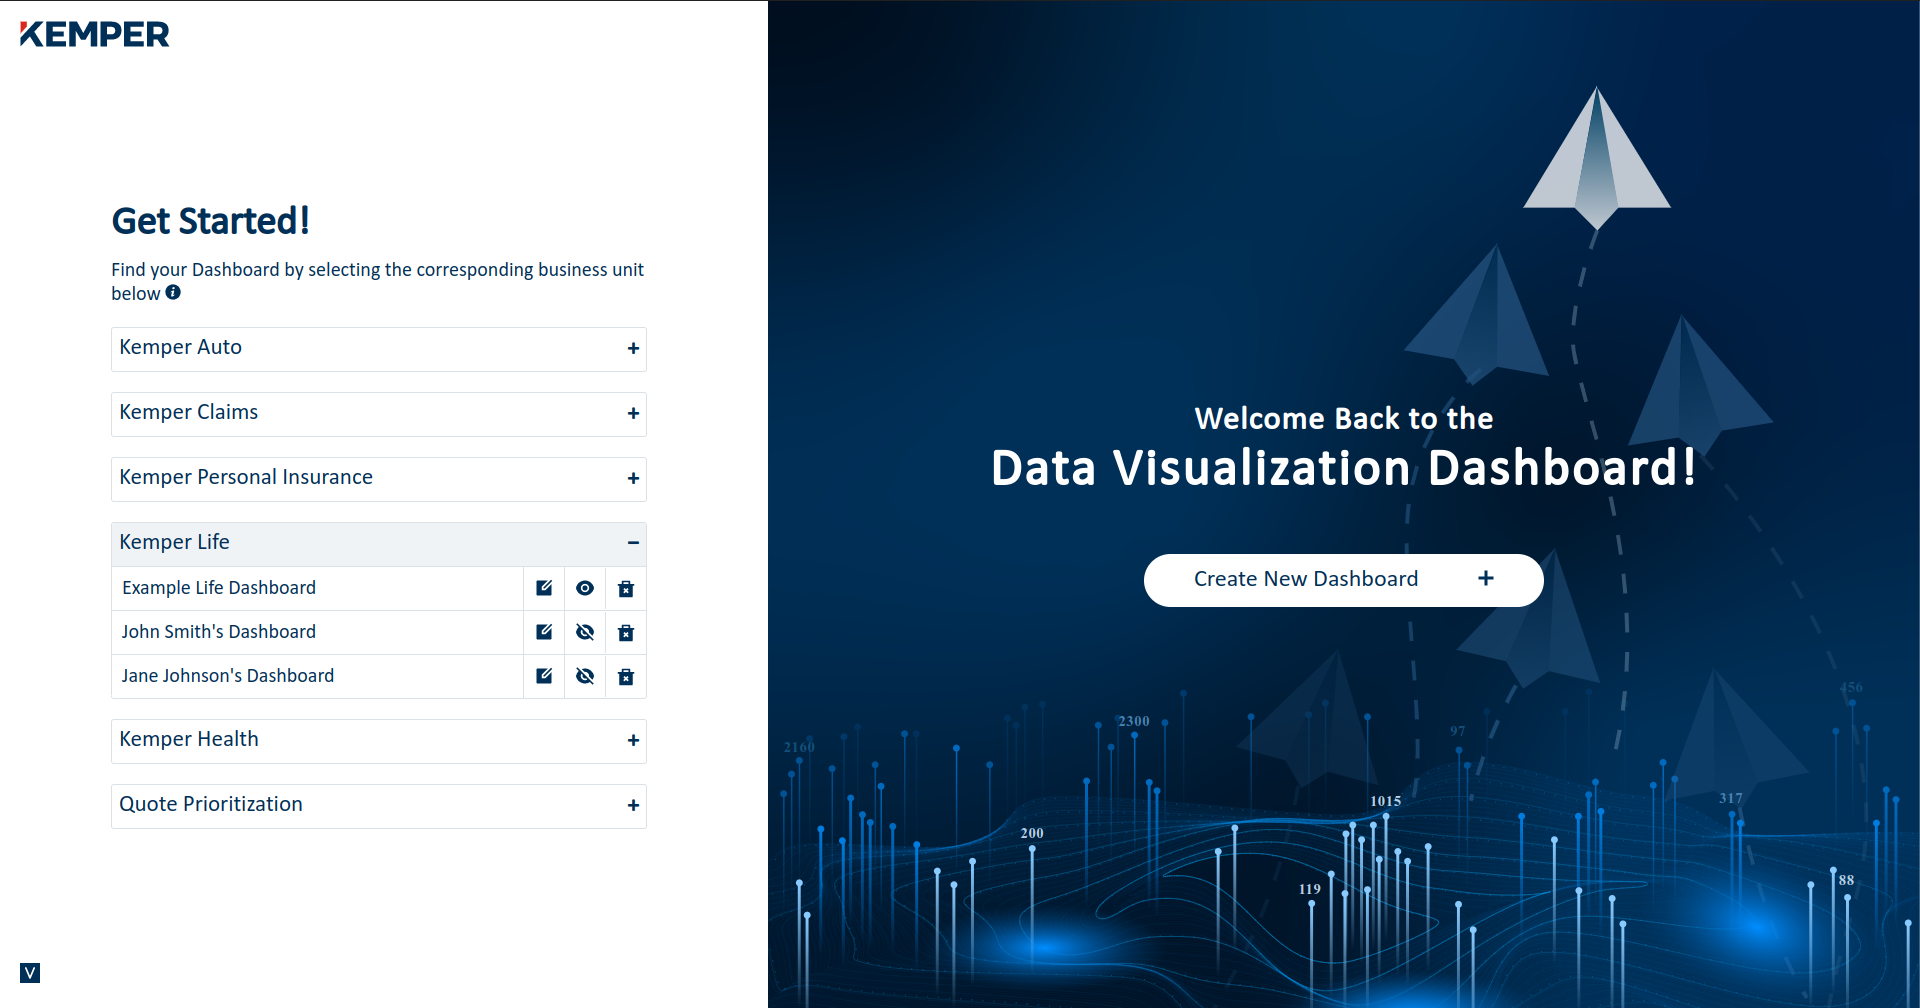 KEMPER
Get Started!
Find your Dashboard by selecting the corresponding business unit
below
Kemper Auto
Kemper Claims
Kemper Personal Insurance
Kemper Life
Example Life Dashboard
John Smith's Dashboard
Jane Johnson's Dashboard
Kemper Health
Quote Prioritization
V
Welcome Back to the
Data Visualization Dashboard!
Create New Dashboard +
456
2300
97
2160
317
1015
200
119
88